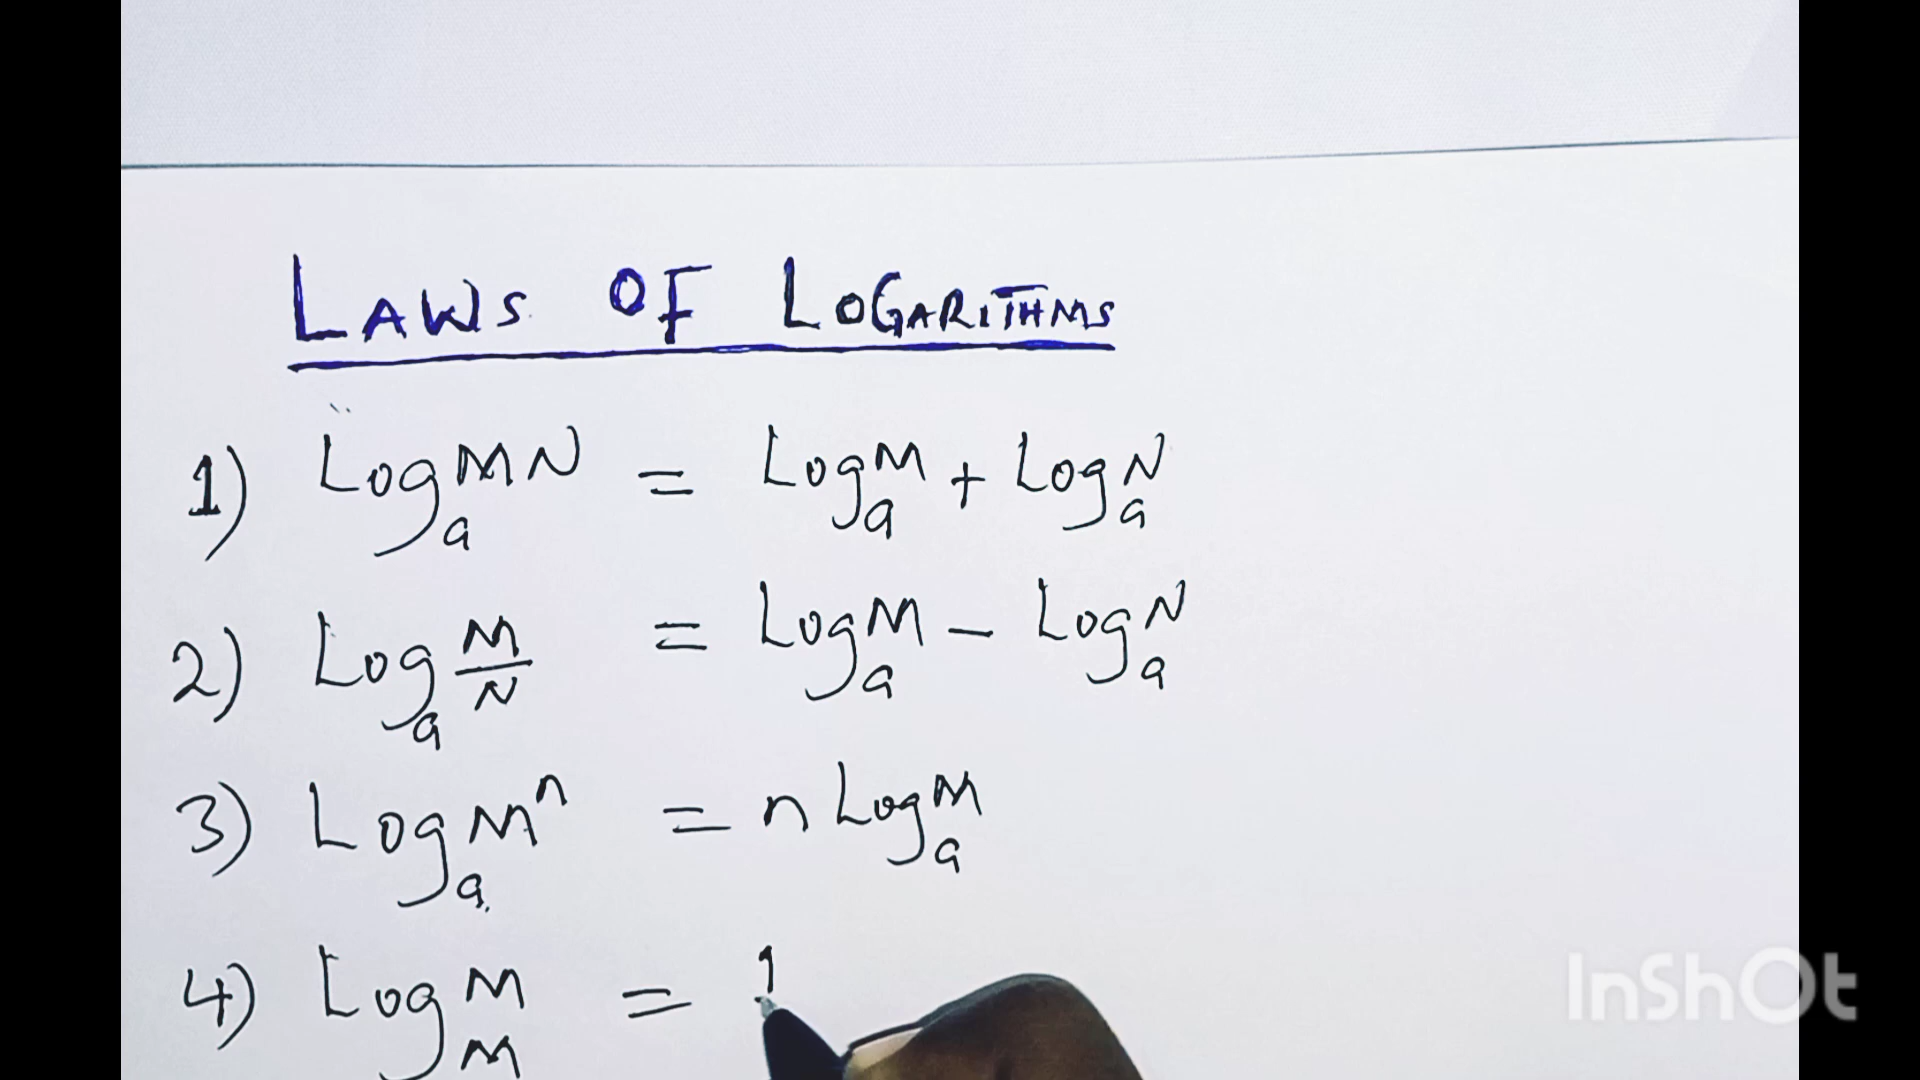 LAWS OF LOGARITHMS
1) Log_a MN = Log_a M + Log_a N
2) Log_a M/N = Log_a M - Log_a N
3) Log_a M^n = n Log_a M
4) Log_M M = 1
InShOt